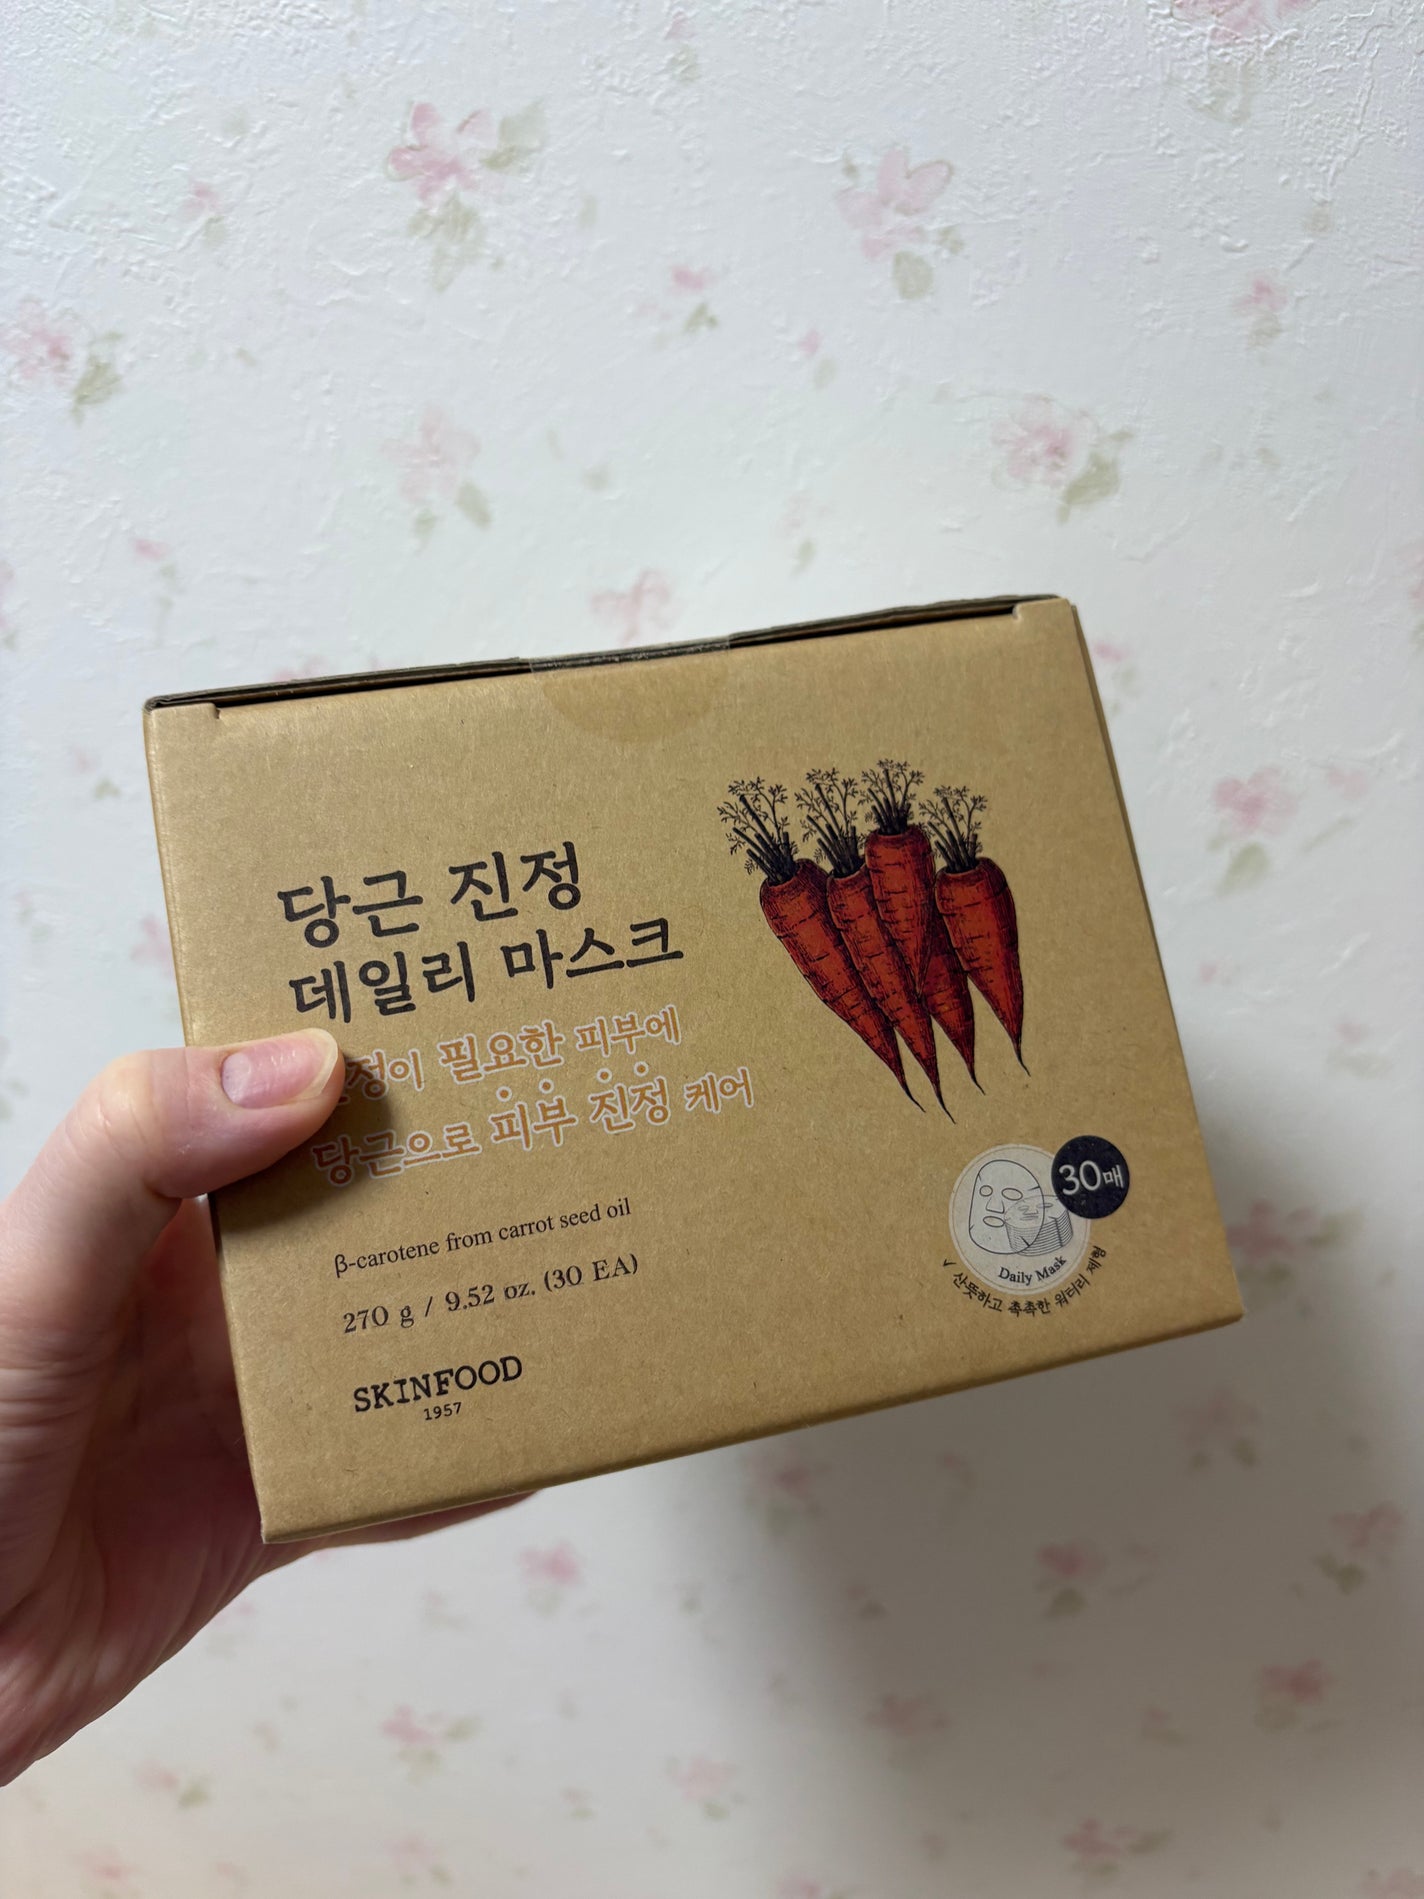 당근 진정
데일리 마스크
필요한 피부에
당근으로 피부 진정 케어
β-carotene from carrot seed oil
270 g / 9.52 oz. (30 EA)
SKINFOOD
1957
30매
Daily Mask
✓ 산뜻하고 촉촉한 워터리 제형